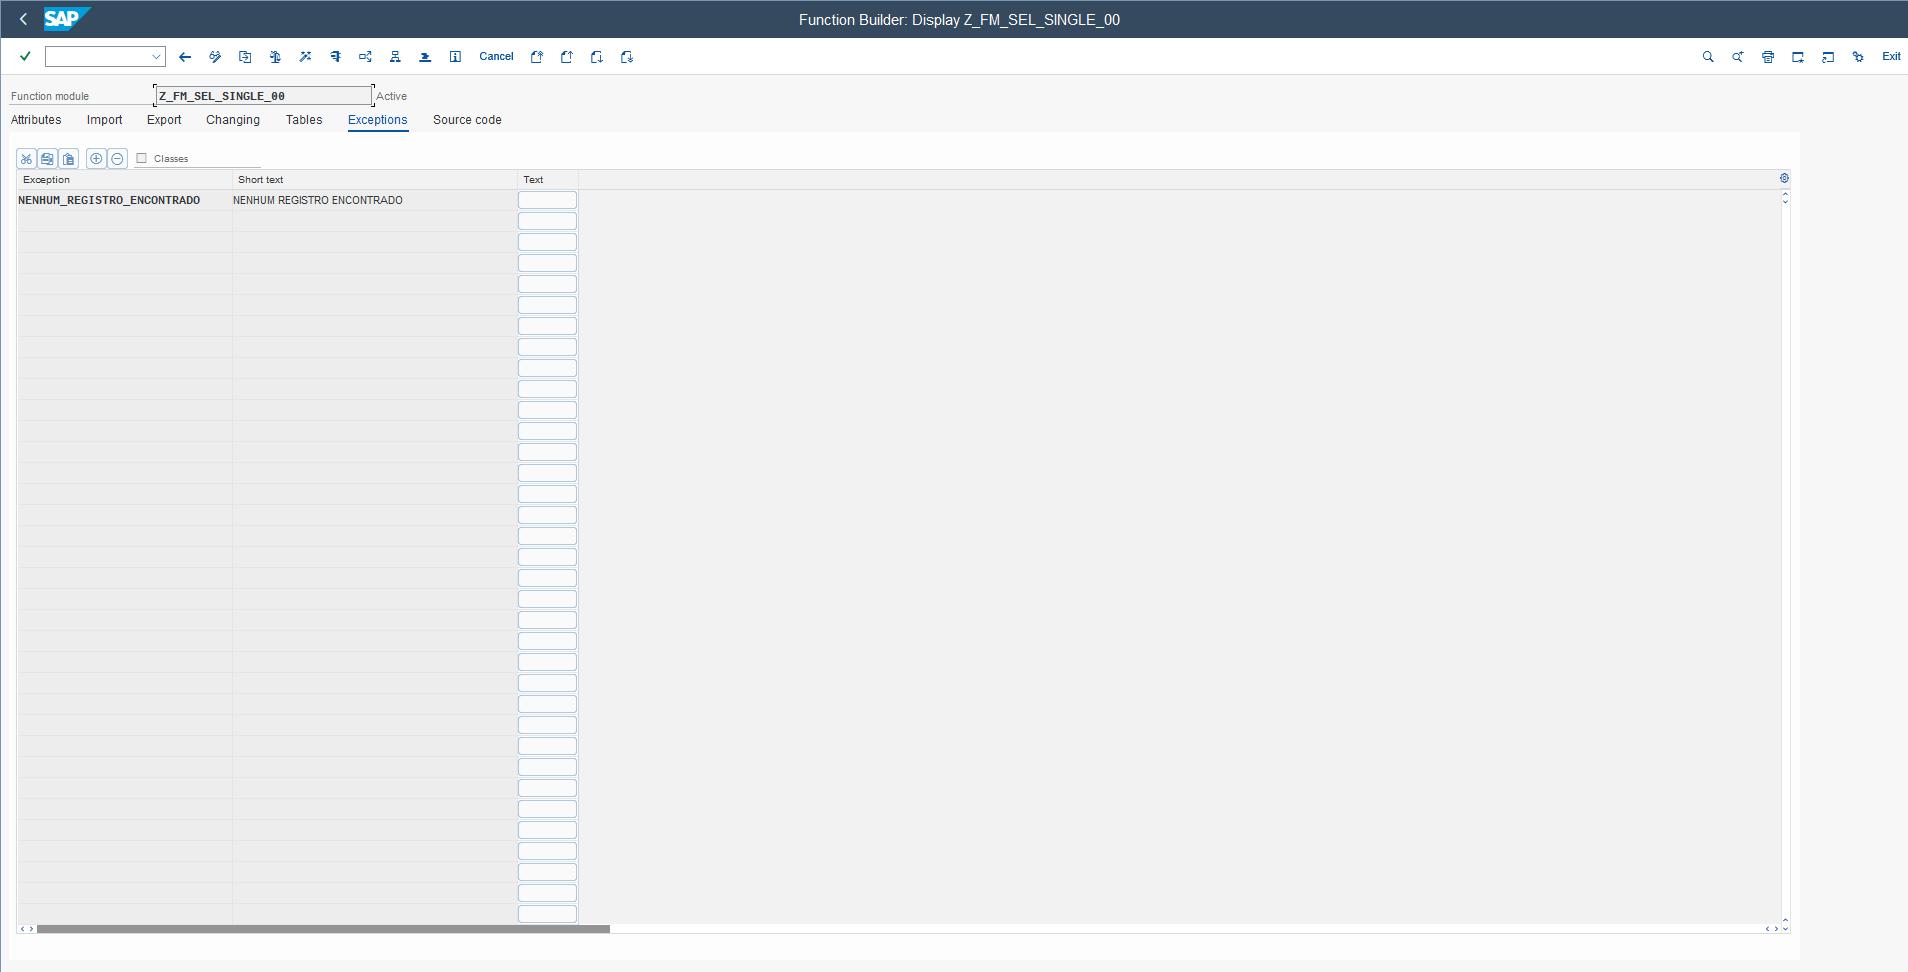 SAP
Function Builder: Display Z_FM_SEL_SINGLE_00
Cancel
Exit
Function module
Z_FM_SEL_SINGLE_00
Active
Attributes
Import
Export
Changing
Tables
Exceptions
Source code
Classes
Exception
Short text
Text
NENHUM_REGISTRO_ENCONTRADO
NENHUM REGISTRO ENCONTRADO